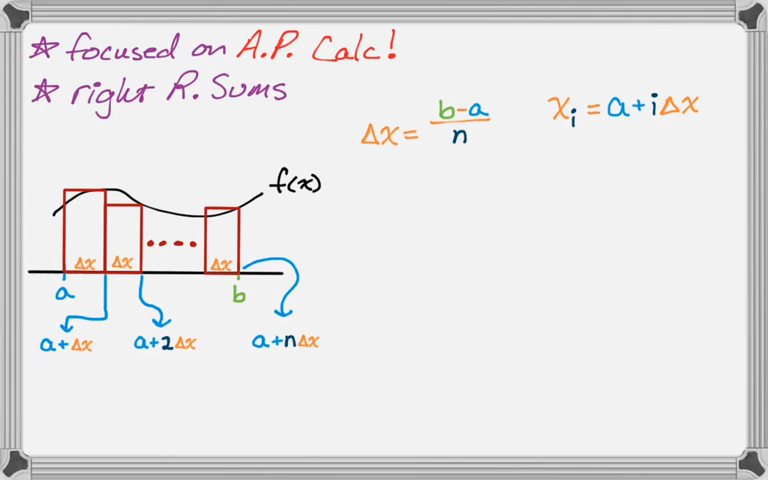 ☆ focused on A.P. Calc!
☆ right R. Sums
Δx = b-a / n
xᵢ = a+iΔx
f(x)
Δx Δx Δx
a b
a+Δx a+2Δx a+nΔx